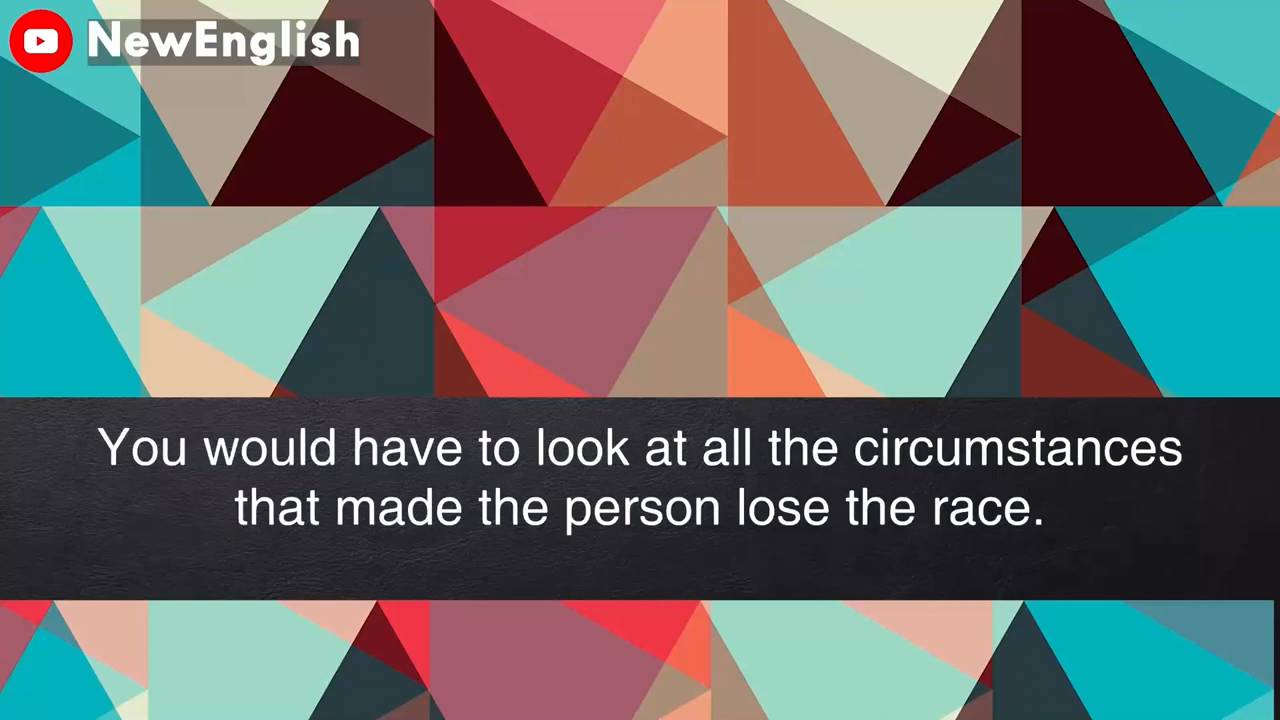 NewEnglish
You would have to look at all the circumstances
that made the person lose the race.